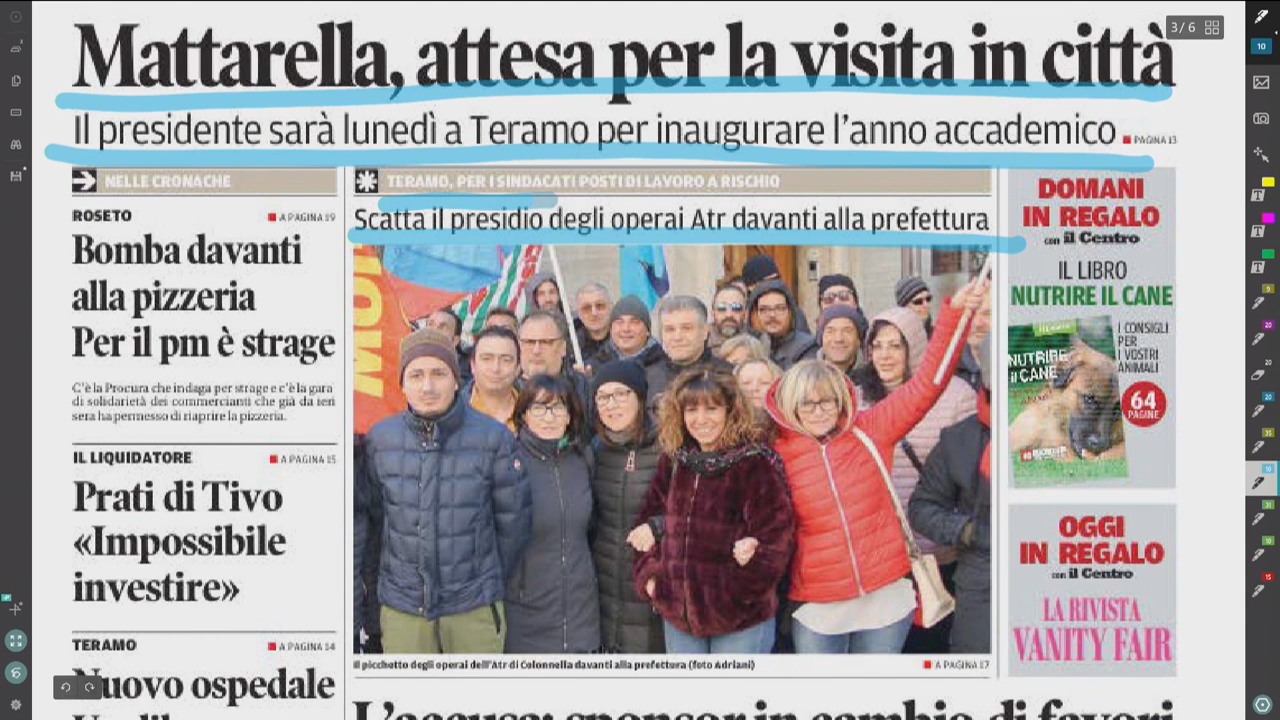 Mattarella, attesa per la visita in città
3/6
Il presidente sarà lunedì a Teramo per inaugurare l'anno accademico
PAGINA 13
NELLE CRONACHE
ROSETO
A PAGINA 19
Bomba davanti
alla pizzeria
Per il pm è strage
C'è la Procura che indaga per strage e c'è la gara
di solidarietà dei commercianti che già da ieri
sera ha permesso di riaprire la pizzeria.
IL LIQUIDATORE
A PAGINA 15
Prati di Tivo
«Impossibile
investire»
TERAMO
A PAGINA 14
Nuovo ospedale
TERAMO, PER I SINDACATI POSTI DI LAVORO A RISCHIO
Scatta il presidio degli operai Atr davanti alla prefettura
Il picchetto degli operai dell'Atr di Colonnella davanti alla prefettura (foto Adriani)
A PAGINA 17
L'accusa: sponsor in cambio di favori
DOMANI
IN REGALO
con il Centro
IL LIBRO
NUTRIRE IL CANE
NUTRIRE
il CANE
I CONSIGLI
PER
I VOSTRI
ANIMALI
64
PAGINE
OGGI
IN REGALO
con il Centro
LA RIVISTA
VANITY FAIR